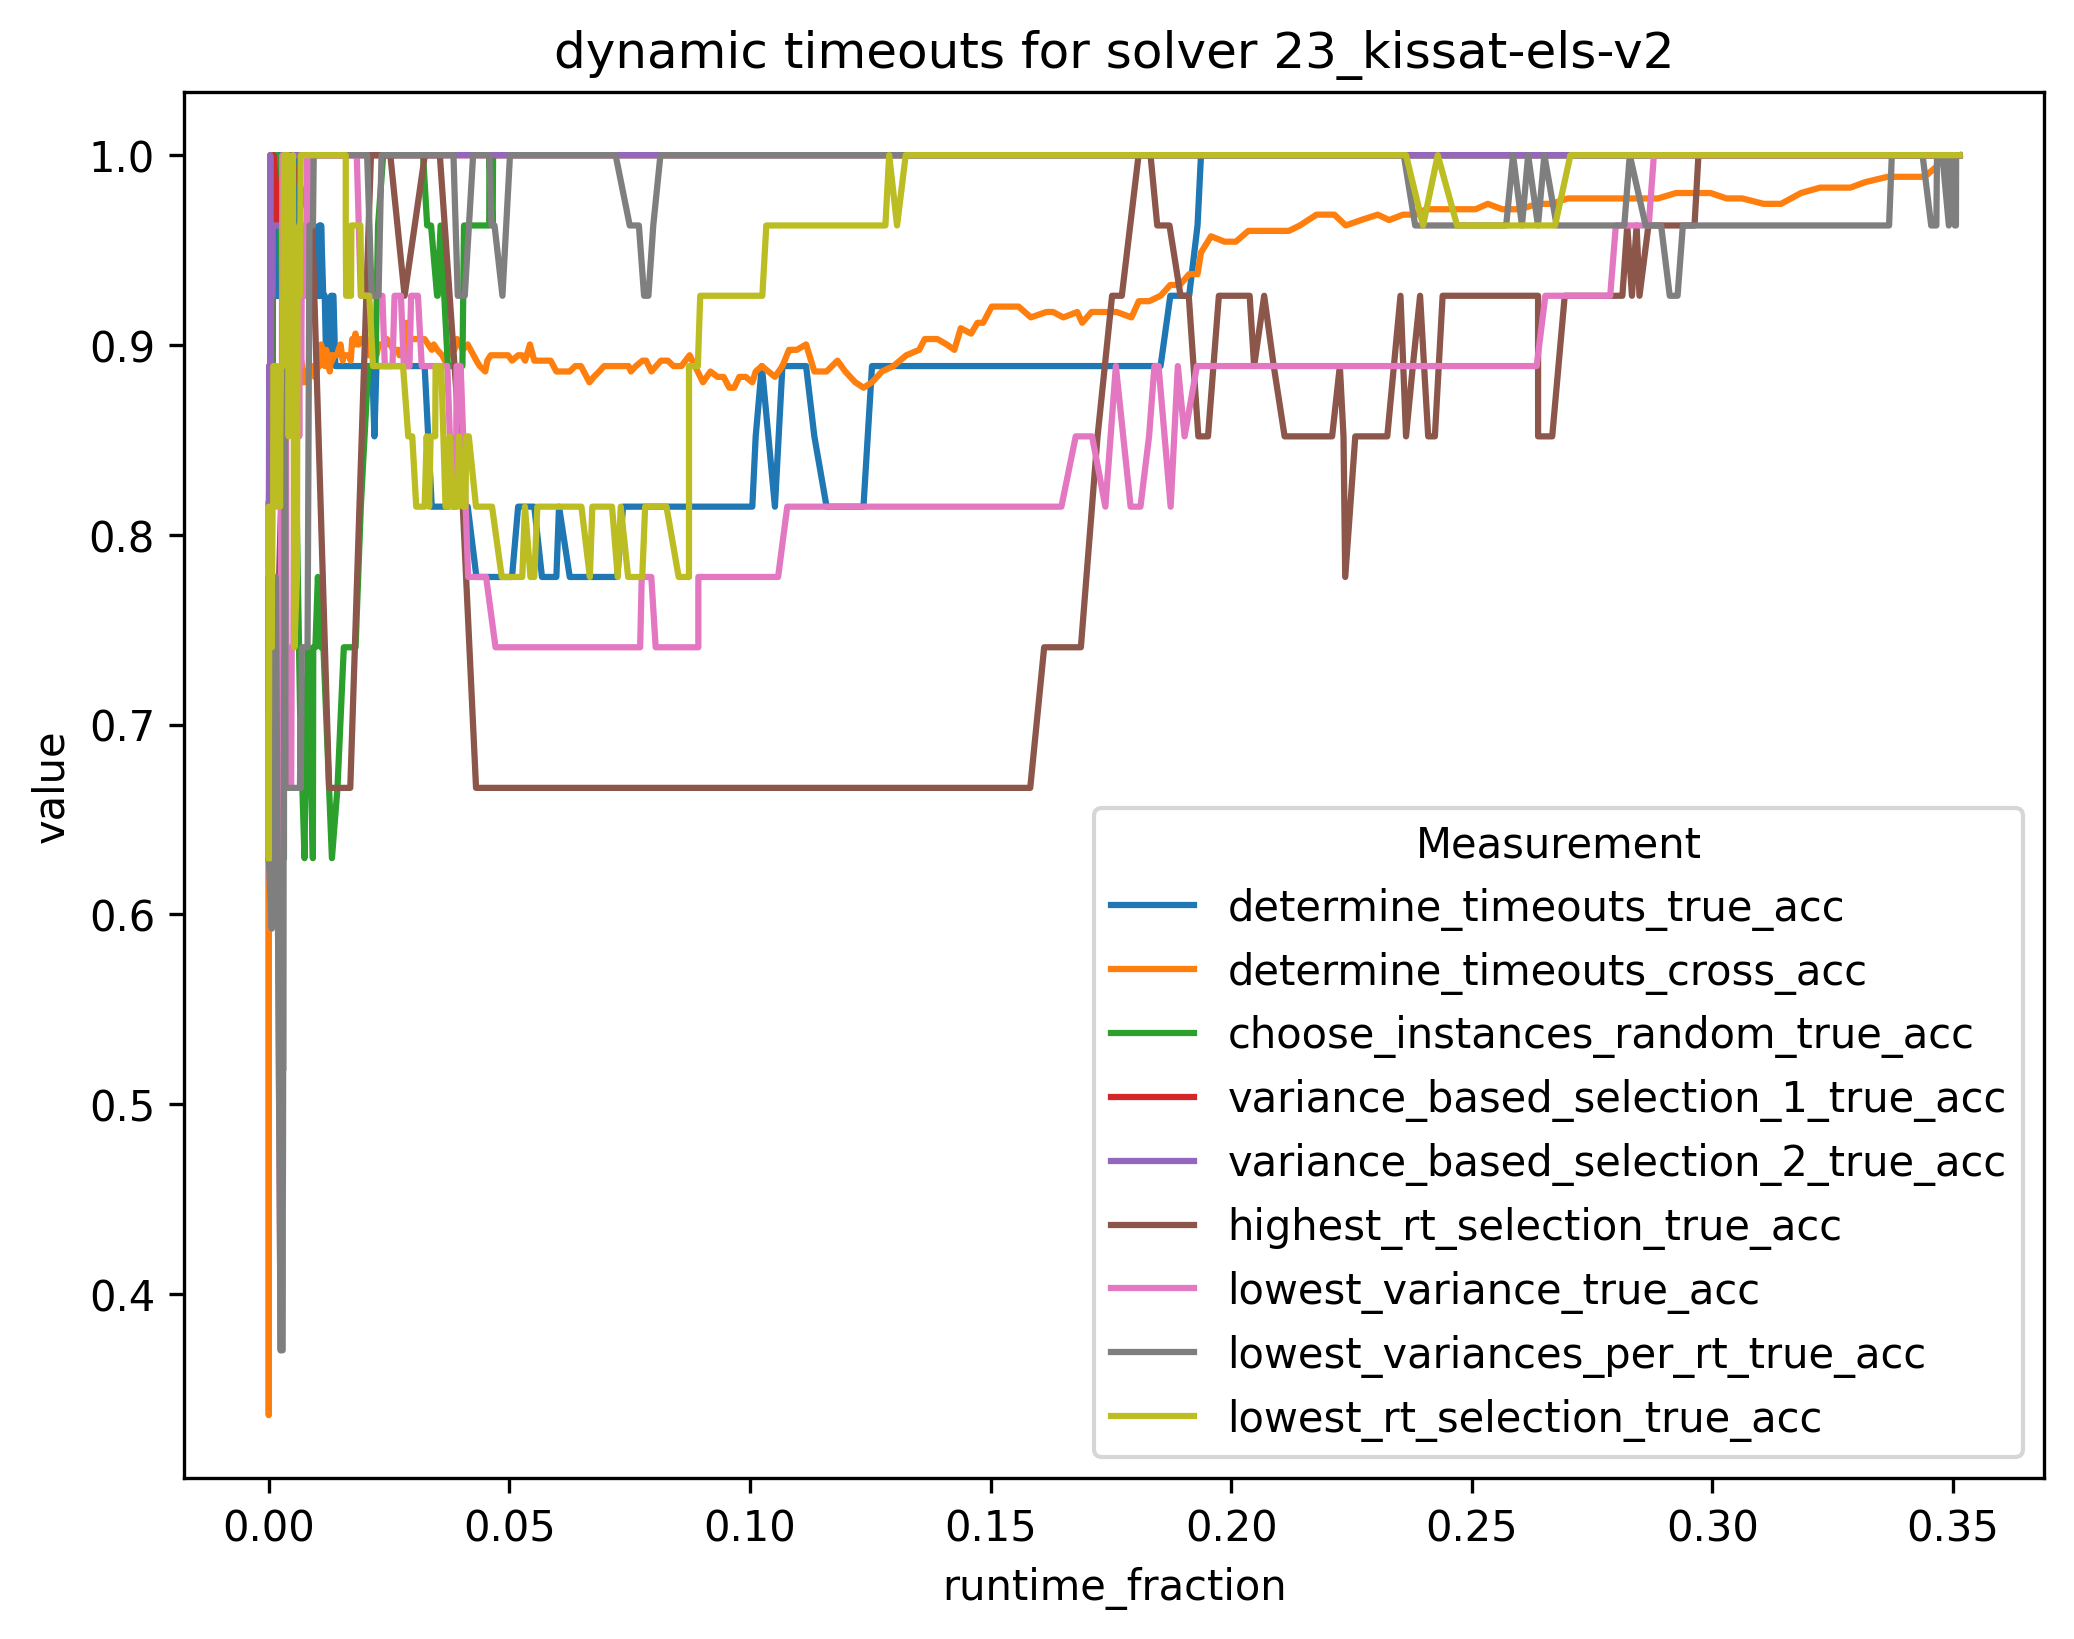 dynamic timeouts for solver 23_kissat-els-v2
value
1.0
0.9
0.8
0.7
0.6
0.5
0.4
Measurement
determine_timeouts_true_acc
determine_timeouts_cross_acc
choose_instances_random_true_acc
variance_based_selection_1_true_acc
variance_based_selection_2_true_acc
highest_rt_selection_true_acc
lowest_variance_true_acc
lowest_variances_per_rt_true_acc
lowest_rt_selection_true_acc
0.00 0.05 0.10 0.15 0.20 0.25 0.30 0.35
runtime_fraction